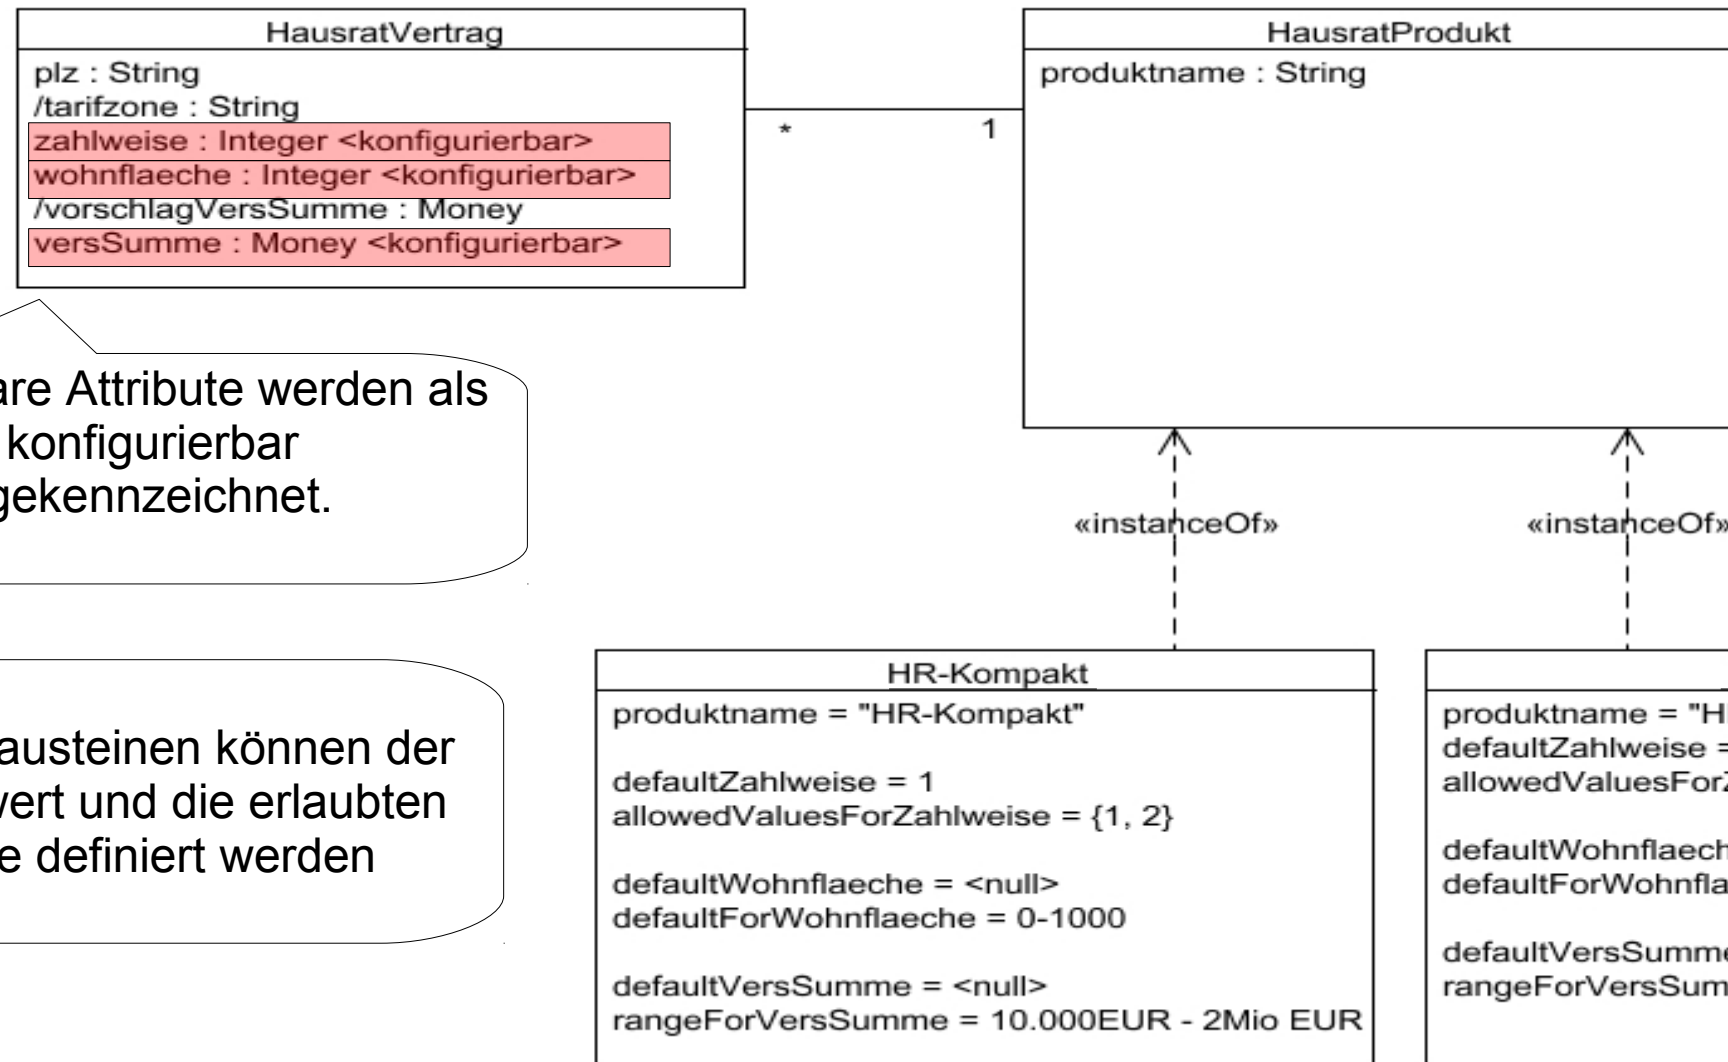 HausratVertrag
plz : String
/tarifzone : String
zahlweise : Integer <konfigurierbar>
wohnflaeche : Integer <konfigurierbar>
/vorschlagVersSumme : Money
versSumme : Money <konfigurierbar>
*
1
HausratProdukt
produktname : String
are Attribute werden als
konfigurierbar
gekennzeichnet.
«instanceOf»
«instanceOf»
austeinen können der
wert und die erlaubten
e definiert werden
HR-Kompakt
produktname = "HR-Kompakt"
defaultZahlweise = 1
allowedValuesForZahlweise = {1, 2}
defaultWohnflaeche = <null>
defaultForWohnflaeche = 0-1000
defaultVersSumme = <null>
rangeForVersSumme = 10.000EUR - 2Mio EUR
produktname = "H
defaultZahlweise =
allowedValuesForZ
defaultWohnflaech
defaultForWohnfla
defaultVersSumme
rangeForVersSum